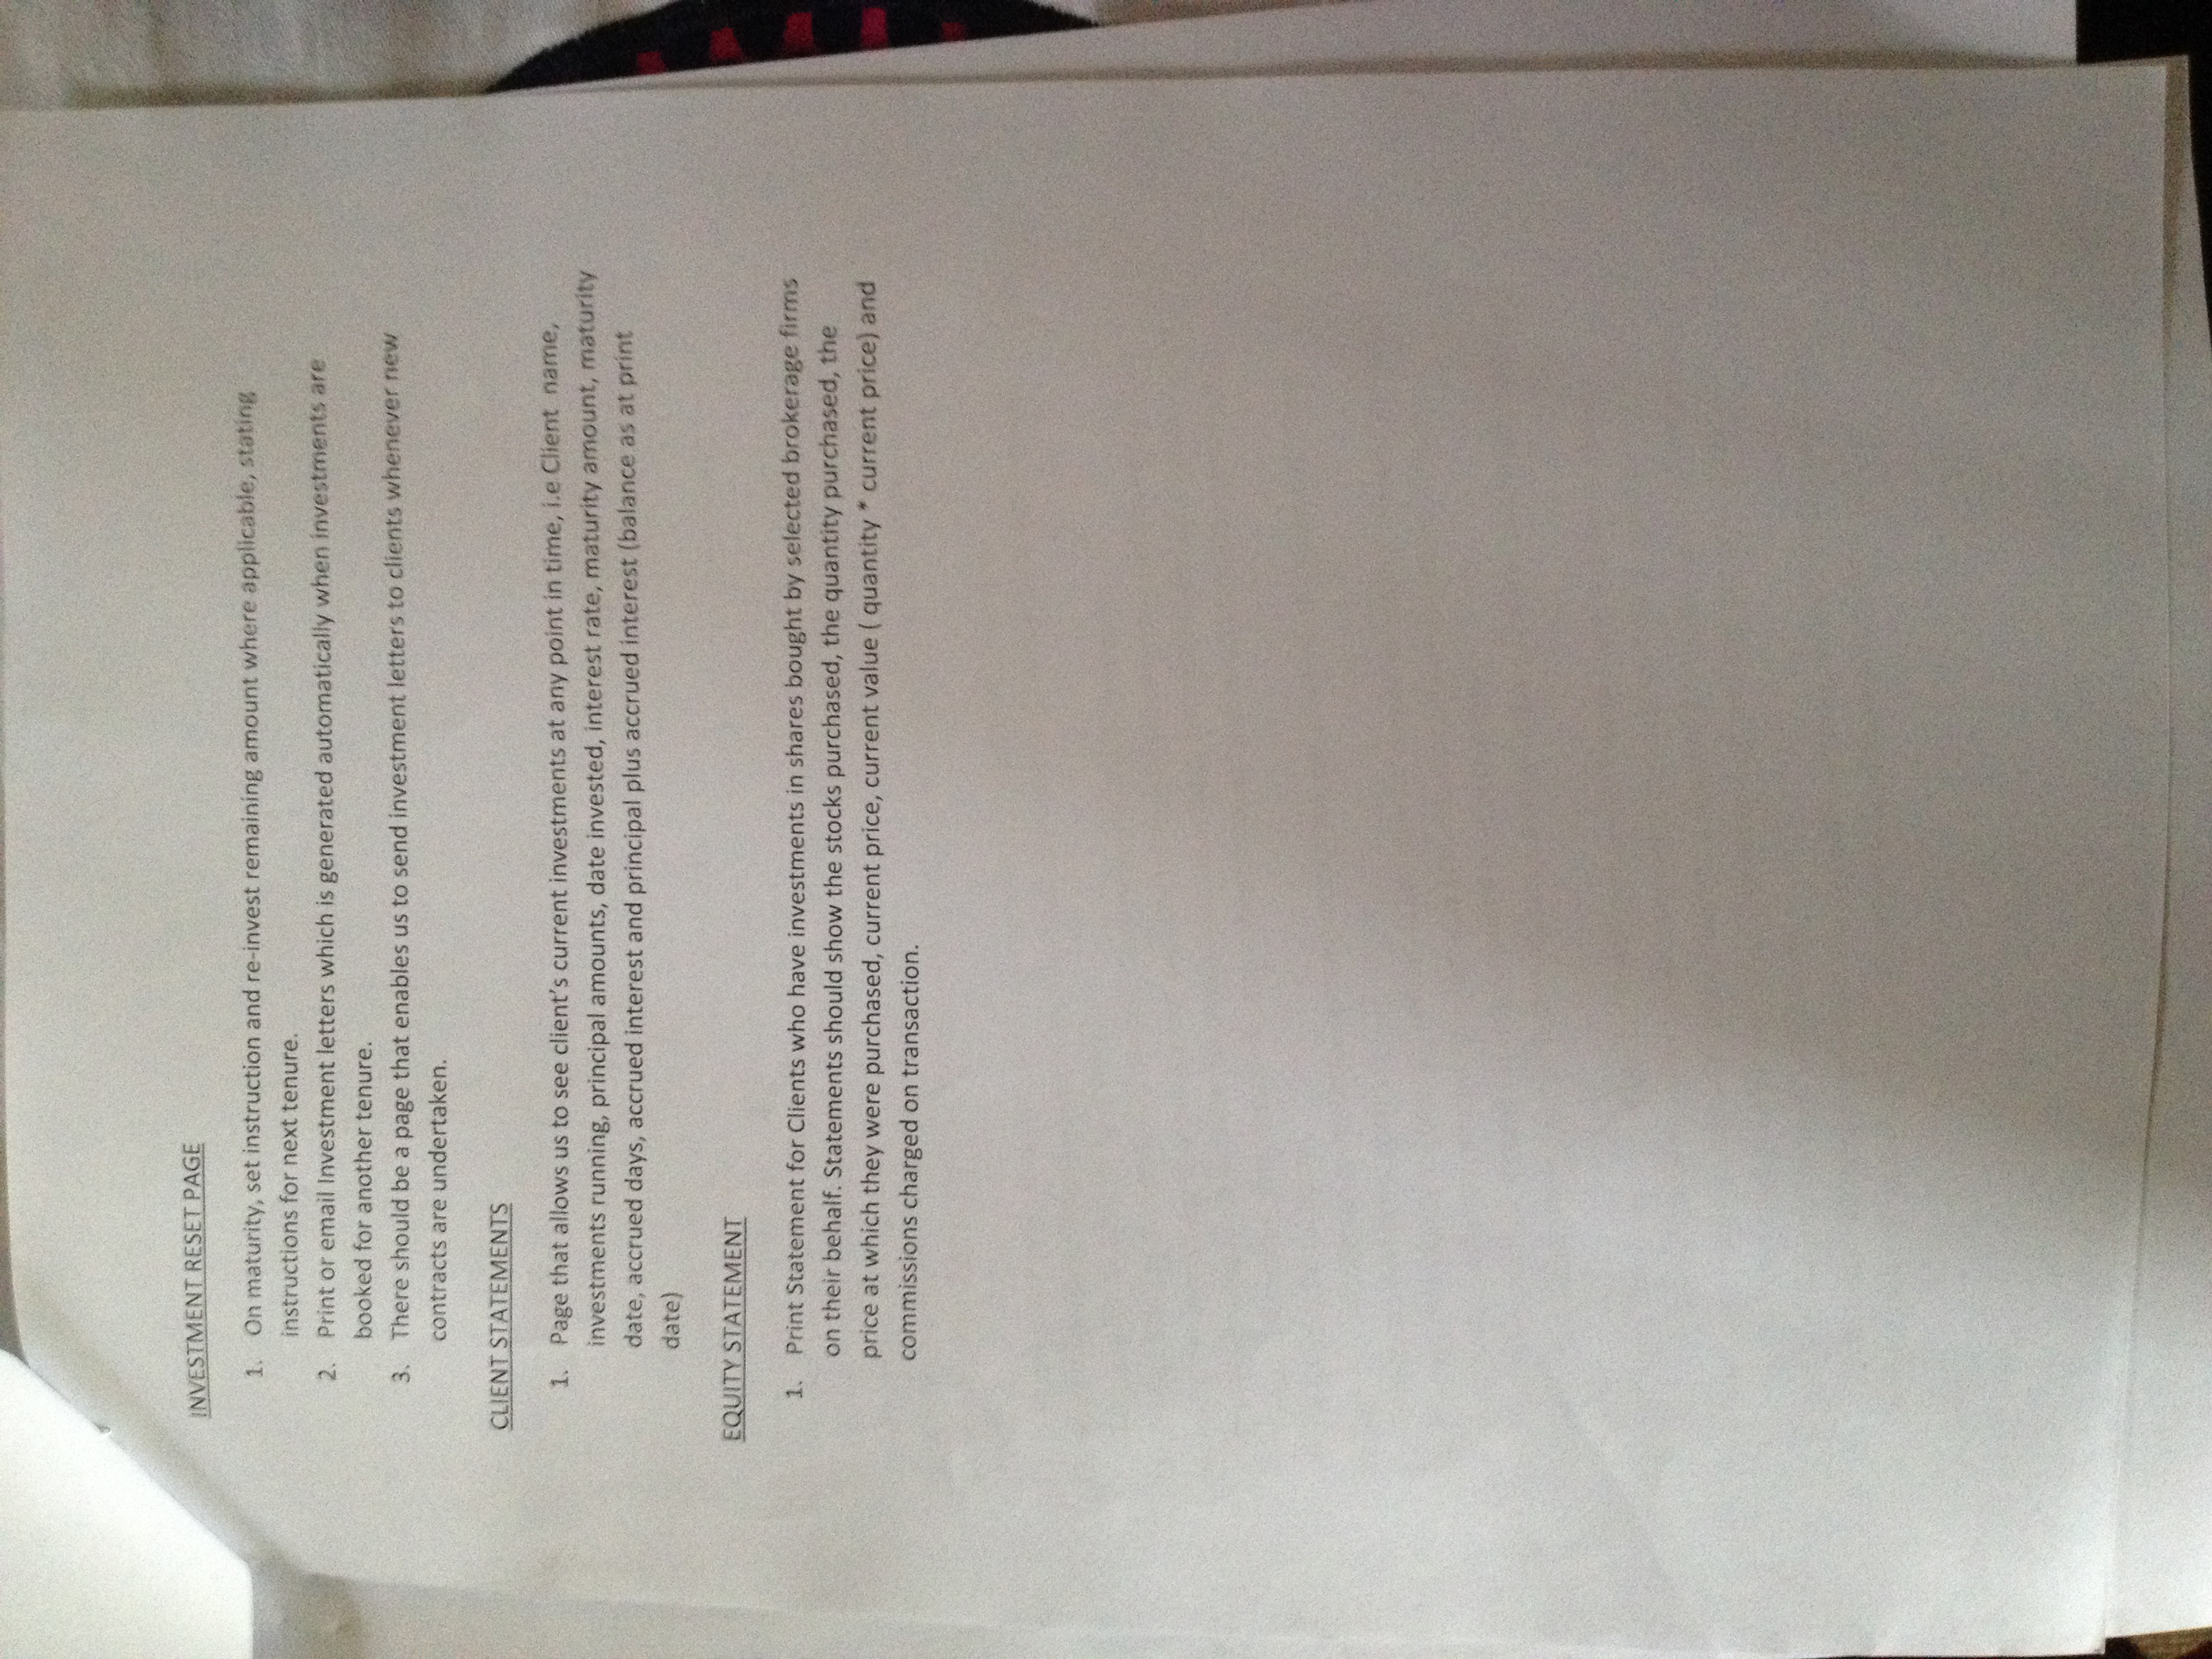 INVESTMENT RESET PAGE
1. On maturity, set instruction and re-invest remaining amount where applicable, stating
instructions for next tenure.
2. Print or email Investment letters which is generated automatically when investments are
booked for another tenure.
3. There should be a page that enables us to send investment letters to clients whenever new
contracts are undertaken.
CLIENT STATEMENTS
1. Page that allows us to see client's current investments at any point in time, i.e Client name,
investments running, principal amounts, date invested, interest rate, maturity amount, maturity
date, accrued days, accrued interest and principal plus accrued interest (balance as at print
date)
EQUITY STATEMENT
1. Print Statement for Clients who have investments in shares bought by selected brokerage firms
on their behalf. Statements should show the stocks purchased, the quantity purchased, the
price at which they were purchased, current price, current value ( quantity * current price) and
commissions charged on transaction.